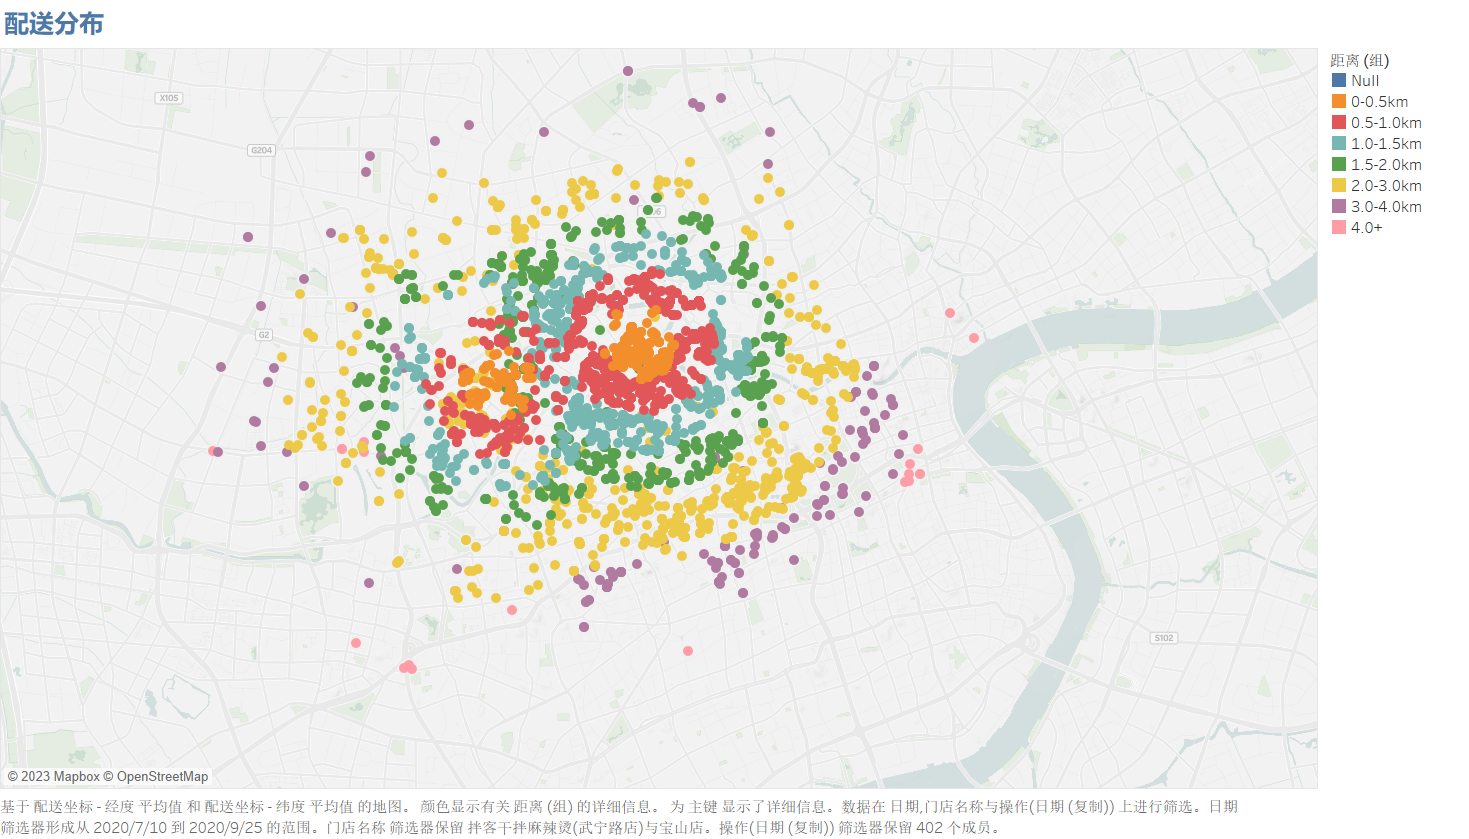 配送分布
距离 (组)
Null
0-0.5km
0.5-1.0km
1.0-1.5km
1.5-2.0km
2.0-3.0km
3.0-4.0km
4.0+
X105
G204
G2
S102
© 2023 Mapbox © OpenStreetMap
基于 配送坐标 - 经度 平均值 和 配送坐标 - 纬度 平均值 的地图。 颜色显示有关 距离 (组) 的详细信息。 为 主键 显示了详细信息。数据在 日期,门店名称与操作(日期 (复制)) 上进行筛选。日期
筛选器形成从 2020/7/10 到 2020/9/25 的范围。门店名称 筛选器保留 拌客干拌麻辣烫(武宁路店)与宝山店。操作(日期 (复制)) 筛选器保留 402 个成员。